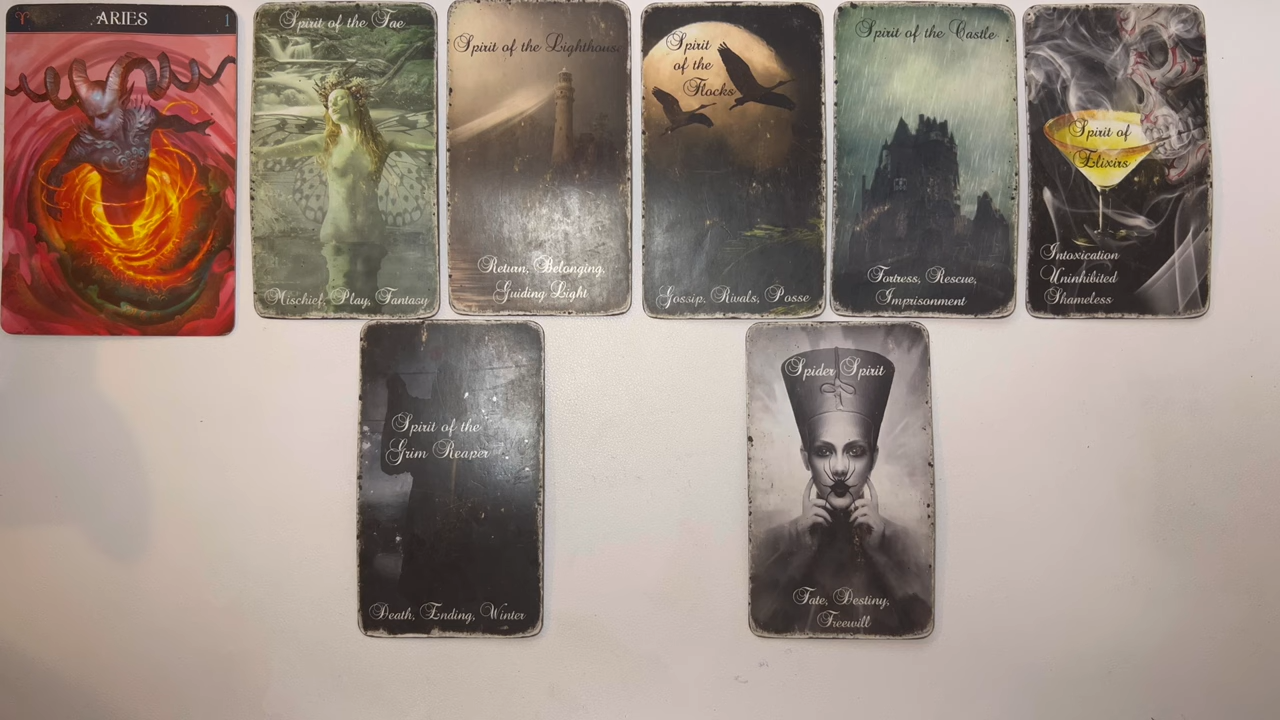 ♈ ARIES 1
Spirit of the Fae
Mischief, Play, Fantasy
Spirit of the Lighthouse
Return, Belonging,
Guiding Light
Spirit
of the
Flocks
Gossip, Rivals, Posse
Spirit of the Castle
Fortress, Rescue,
Imprisonment
Spirit of
Elixirs
Intoxication
Uninhibited
Shameless
Spirit of the
Grim Reaper
Death, Ending, Winter
Spider Spirit
Fate, Destiny,
Freewill